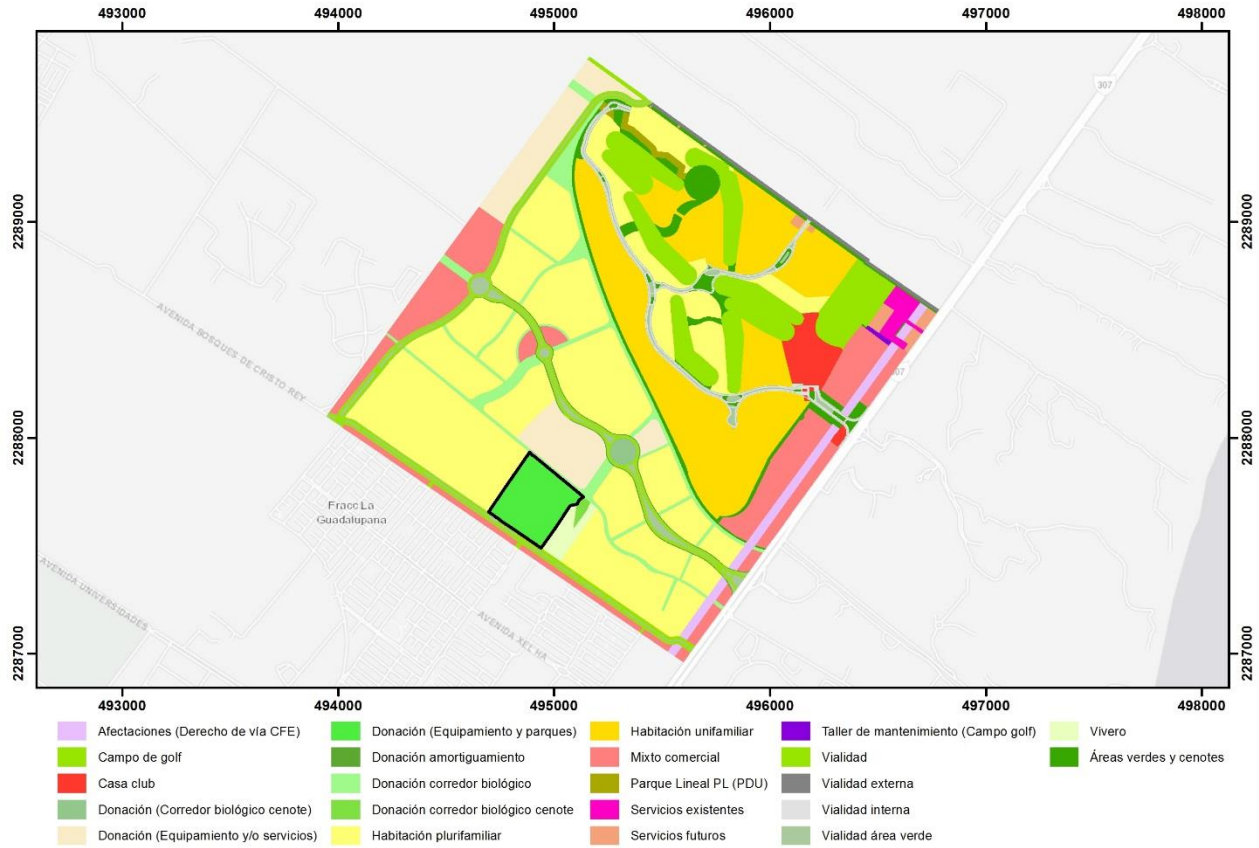 493000 494000 495000 496000 497000 498000
307
2289000 2289000
AVENIDA BOSQUES DE CRISTO REY
307
2288000 2288000
Fracc La
Guadalupana
AVENIDA UNIVERSIDADES
AVENIDA XEL HA
2287000 2287000
493000 494000 495000 496000 497000 498000
Afectaciones (Derecho de vía CFE)
Campo de golf
Casa club
Donación (Corredor biológico cenote)
Donación (Equipamiento y/o servicios)
Donación (Equipamiento y parques)
Donación amortiguamiento
Donación corredor biológico
Donación corredor biológico cenote
Habitación plurifamiliar
Habitación unifamiliar
Mixto comercial
Parque Lineal PL (PDU)
Servicios existentes
Servicios futuros
Taller de mantenimiento (Campo golf)
Vialidad
Vialidad externa
Vialidad interna
Vialidad área verde
Vivero
Áreas verdes y cenotes